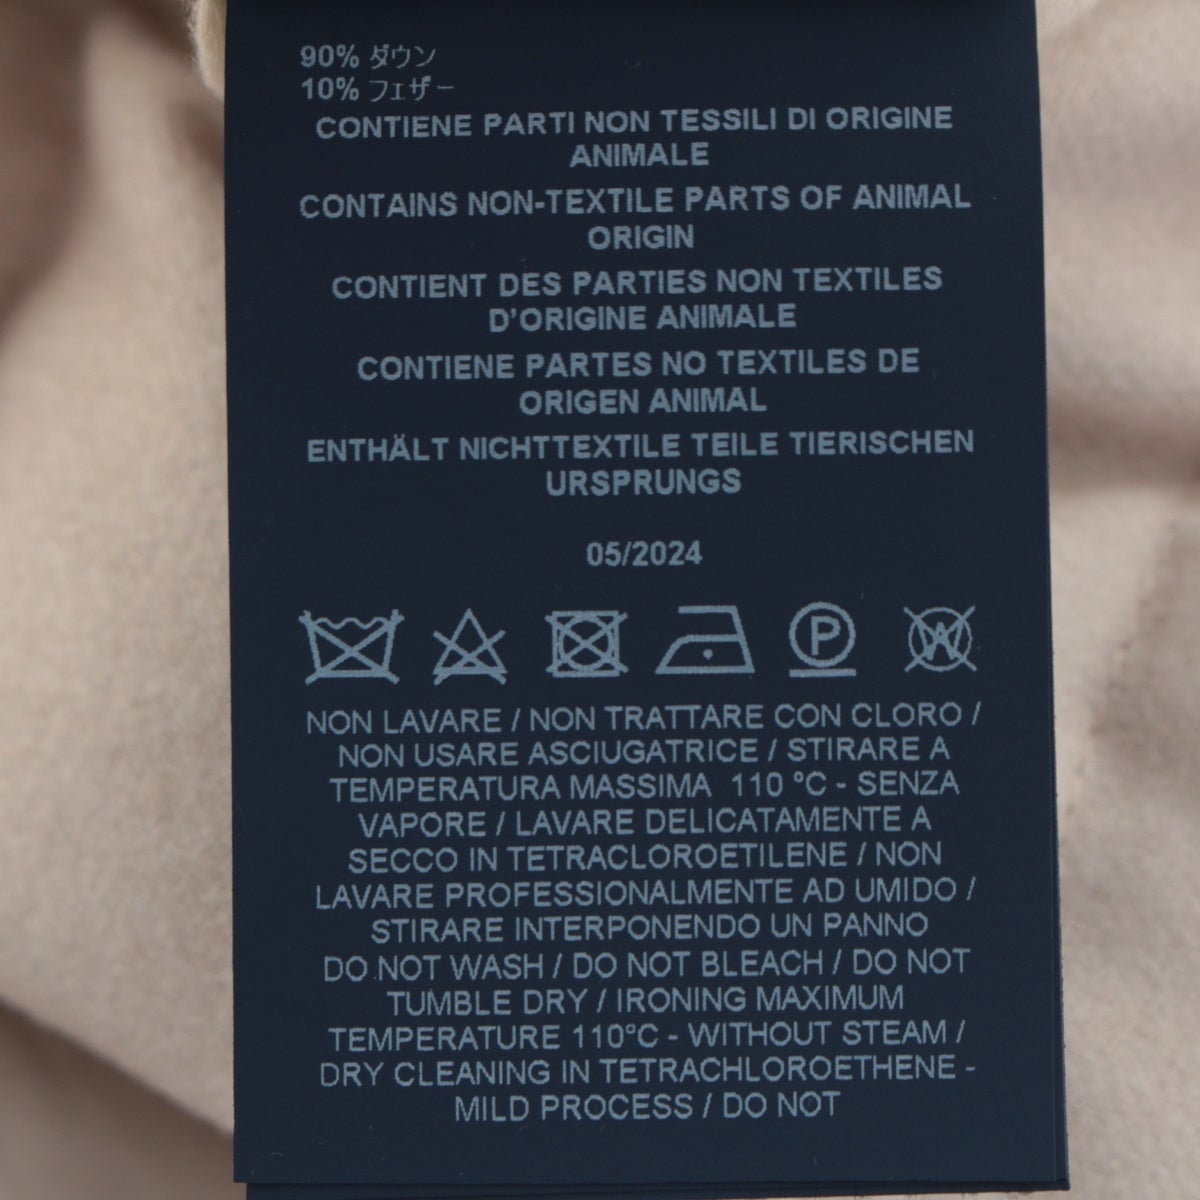 90% ダウン
10% フェザー
CONTIENE PARTI NON TESSILI DI ORIGINE
ANIMALE
CONTAINS NON-TEXTILE PARTS OF ANIMAL
ORIGIN
CONTIENT DES PARTIES NON TEXTILES
D'ORIGINE ANIMALE
CONTIENE PARTES NO TEXTILES DE
ORIGEN ANIMAL
ENTHÄLT NICHTTEXTILE TEILE TIERISCHEN
URSPRUNGS
05/2024
P W
NON LAVARE / NON TRATTARE CON CLORO /
NON USARE ASCIUGATRICE / STIRARE A
TEMPERATURA MASSIMA 110 °C - SENZA
VAPORE / LAVARE DELICATAMENTE A
SECCO IN TETRACLOROETILENE / NON
LAVARE PROFESSIONALMENTE AD UMIDO /
STIRARE INTERPONENDO UN PANNO
DO NOT WASH / DO NOT BLEACH / DO NOT
TUMBLE DRY / IRONING MAXIMUM
TEMPERATURE 110°C - WITHOUT STEAM /
DRY CLEANING IN TETRACHLOROETHENE -
MILD PROCESS / DO NOT